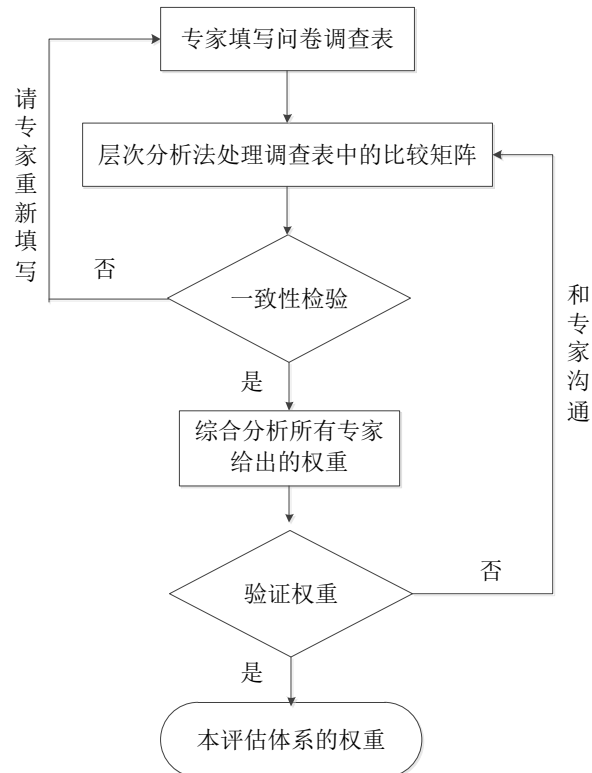 专家填写问卷调查表
请专家重新填写
层次分析法处理调查表中的比较矩阵
否
一致性检验
和专家沟通
是
综合分析所有专家
给出的权重
否
验证权重
是
本评估体系的权重